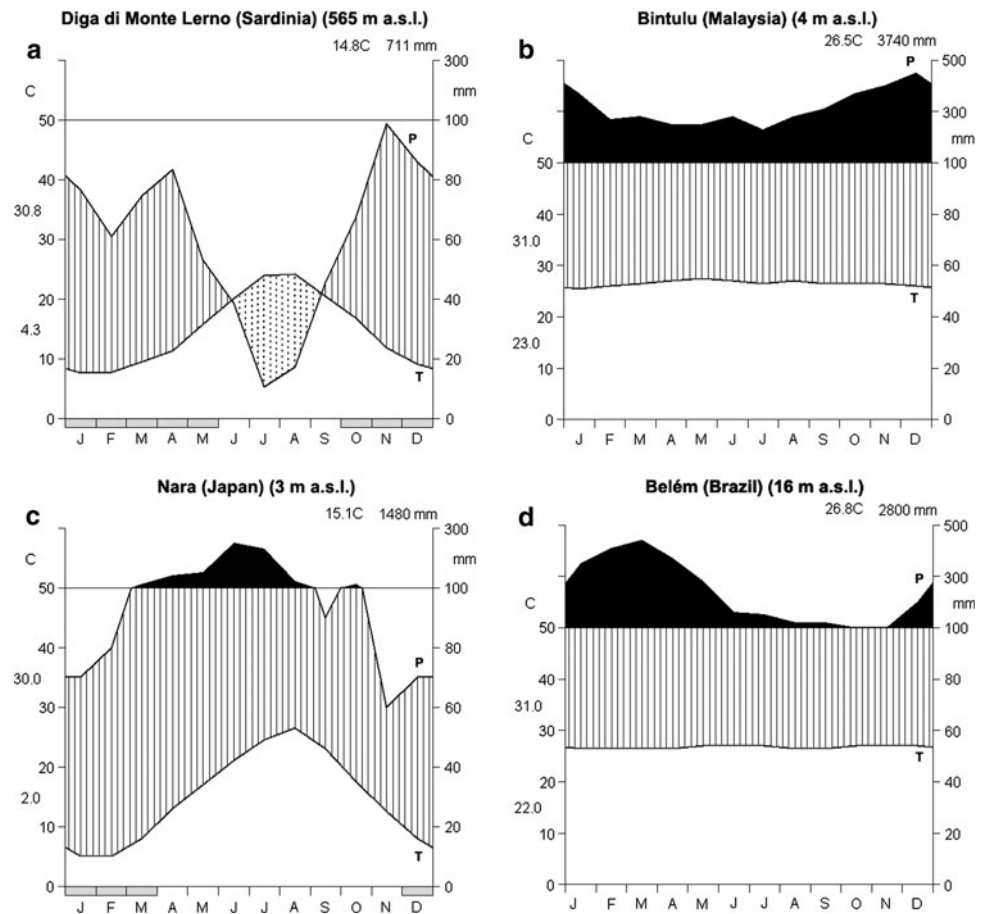 Diga di Monte Lerno (Sardinia) (565 m a.s.l.)
a
14.8C 711 mm
60 300
C mm
50 100
P
40 80
30.8
30 60
20 40
4.3
10 20
T
0 0
J F M A M J J A S O N D
Bintulu (Malaysia) (4 m a.s.l.)
b
26.5C 3740 mm
P
60 500
300
C mm
50 100
40 80
31.0
30 60
T
20 40
23.0
10 20
0 0
J F M A M J J A S O N D
Nara (Japan) (3 m a.s.l.)
c
15.1C 1480 mm
60 300
C mm
50 100
40 80
P
30.0
30 60
20 40
2.0
10 20
T
0 0
J F M A M J J A S O N D
Belém (Brazil) (16 m a.s.l.)
d
26.8C 2800 mm
60 500
300
P
C mm
50 100
40 80
31.0
30 60
T
20 40
22.0
10 20
0 0
J F M A M J J A S O N D